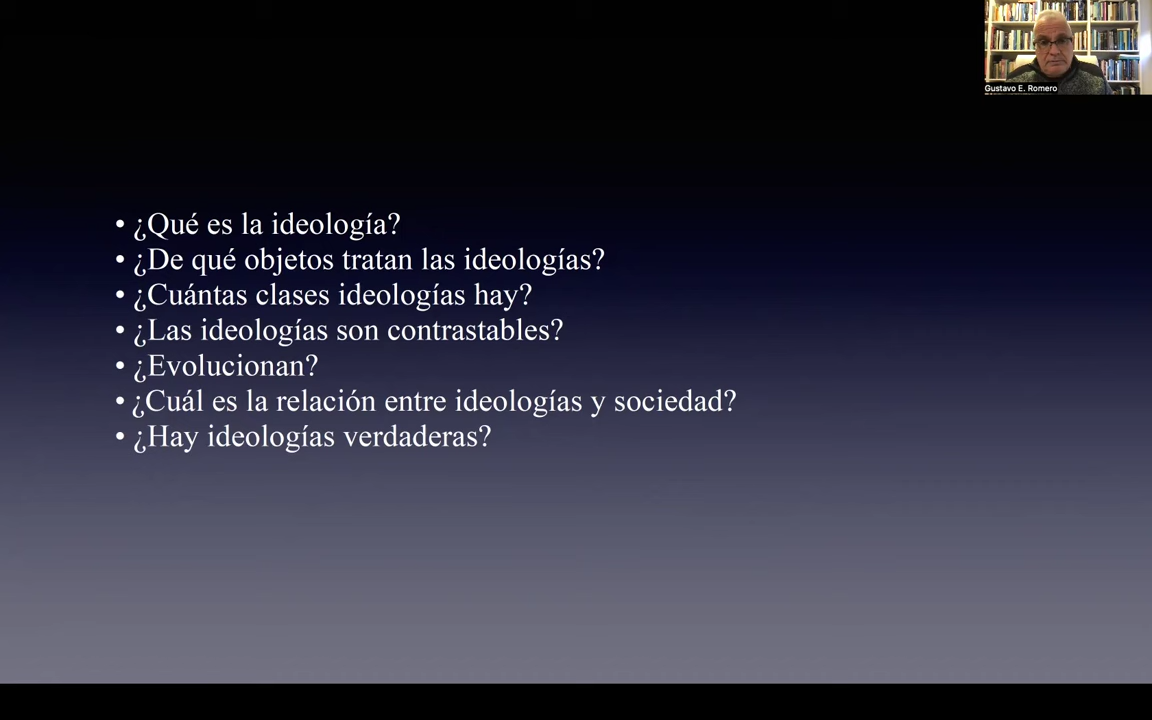 Gustavo E. Romero
• ¿Qué es la ideología?
• ¿De qué objetos tratan las ideologías?
• ¿Cuántas clases ideologías hay?
• ¿Las ideologías son contrastables?
• ¿Evolucionan?
• ¿Cuál es la relación entre ideologías y sociedad?
• ¿Hay ideologías verdaderas?